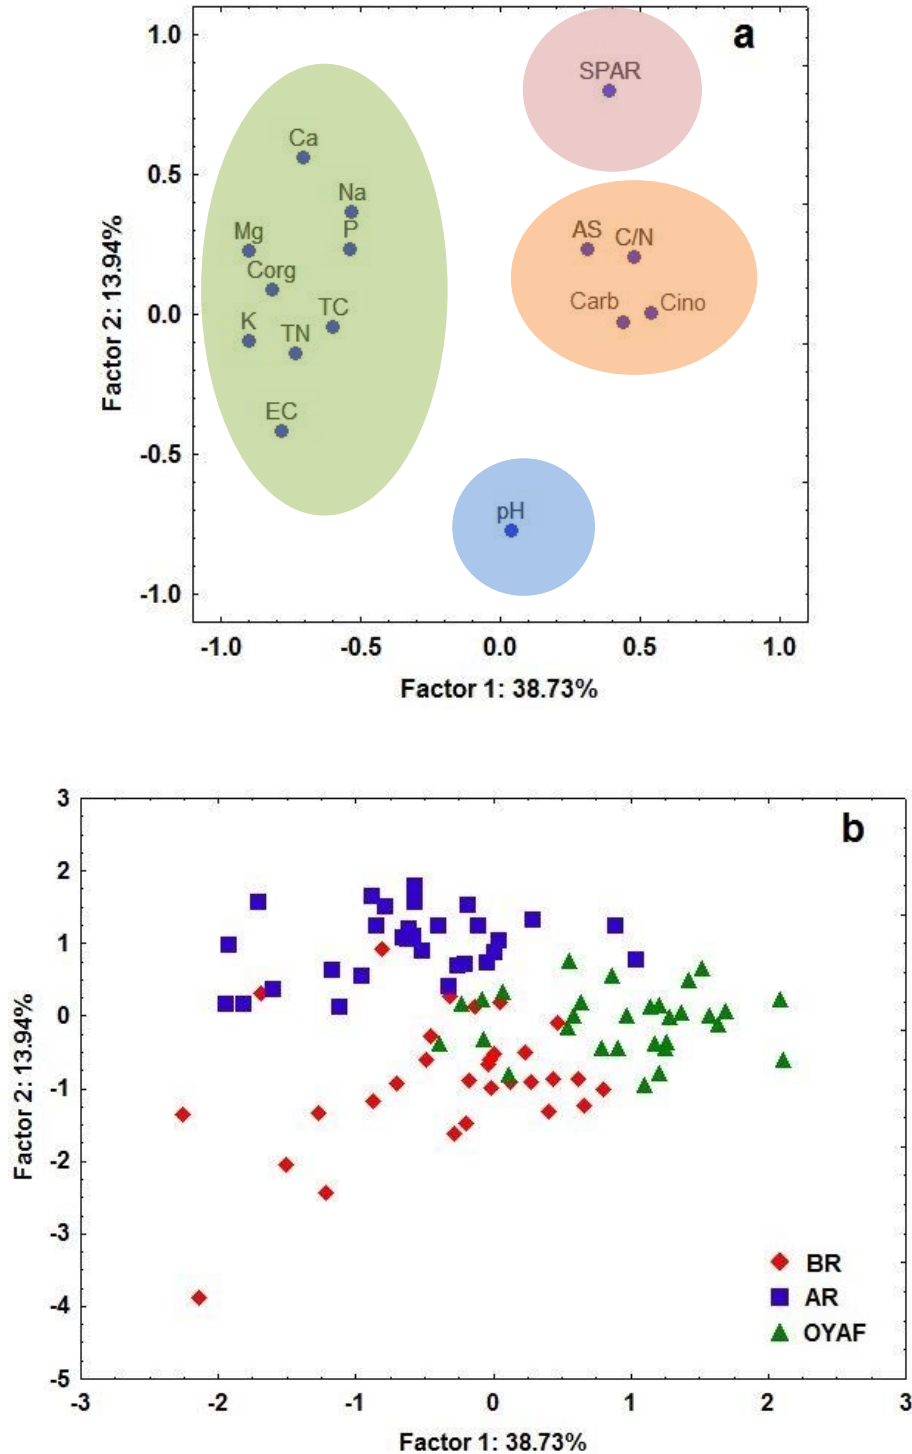 a
1.0
SPAR
Ca
0.5
Na
Mg
P
AS
C/N
Corg
Carb
Cino
0.0
K
TN
TC
EC
-0.5
pH
-1.0
Factor 2: 13.94%
-1.0 -0.5 0.0 0.5 1.0
Factor 1: 38.73%
b
3
2
1
0
-1
-2
-3
-4
-5
Factor 2: 13.94%
BR
AR
OYAF
-3 -2 -1 0 1 2 3
Factor 1: 38.73%